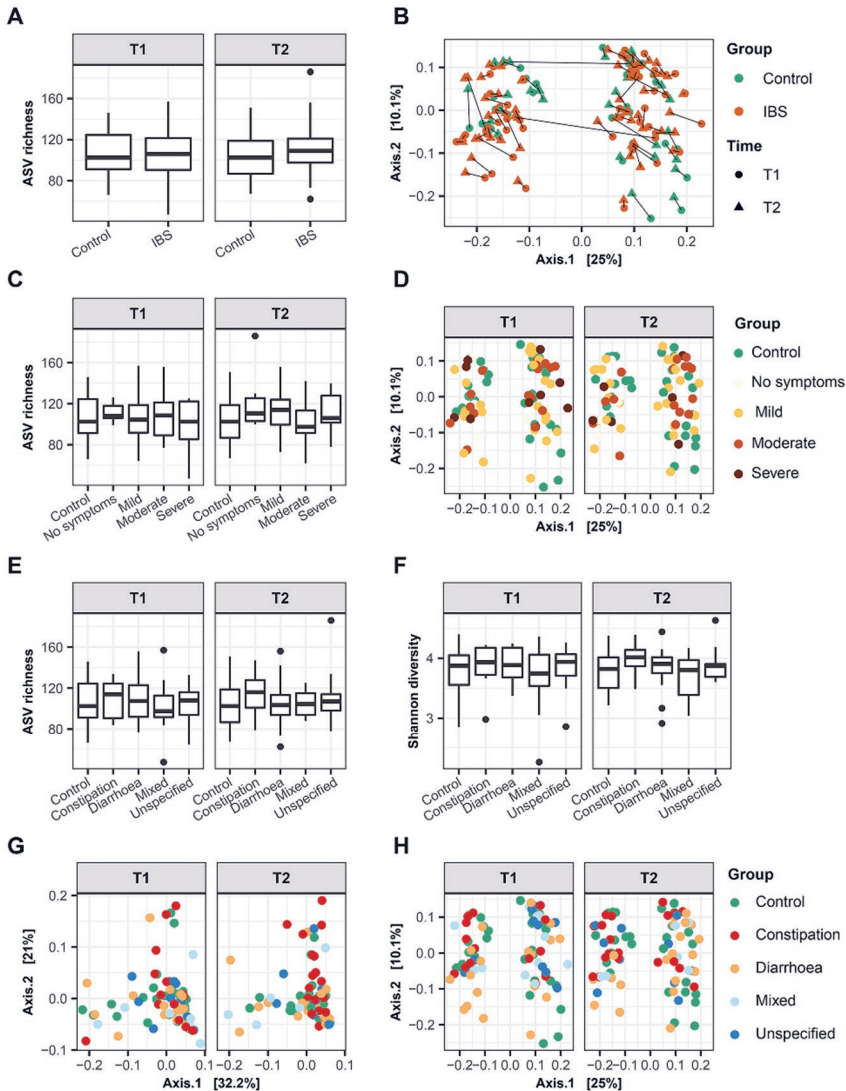 A
T1 T2
ASV richness
160
120
80
Control IBS Control IBS
B
Axis.2 [10.1%]
0.1
0.0
−0.1
−0.2
−0.2 −0.1 0.0 0.1 0.2
Axis.1 [25%]
Group
Control
IBS
Time
T1
T2
C
T1 T2
ASV richness
160
120
80
Control No symptoms Mild Moderate Severe Control No symptoms Mild Moderate Severe
D
T1 T2
Axis.2 [10.1%]
0.1
0.0
−0.1
−0.2
−0.2 −0.1 0.0 0.1 0.2 −0.2 −0.1 0.0 0.1 0.2
Axis.1 [25%]
Group
Control
No symptoms
Mild
Moderate
Severe
E
T1 T2
ASV richness
160
120
80
Control Constipation Diarrhoea Mixed Unspecified Control Constipation Diarrhoea Mixed Unspecified
F
T1 T2
Shannon diversity
4
3
Control Constipation Diarrhoea Mixed Unspecified Control Constipation Diarrhoea Mixed Unspecified
G
T1 T2
Axis.2 [21%]
0.2
0.1
0.0
−0.1
−0.2 −0.1 0.0 0.1 −0.2 −0.1 0.0 0.1
Axis.1 [32.2%]
H
T1 T2
Axis.2 [10.1%]
0.1
0.0
−0.1
−0.2
−0.2 −0.1 0.0 0.1 0.2 −0.2 −0.1 0.0 0.1 0.2
Axis.1 [25%]
Group
Control
Constipation
Diarrhoea
Mixed
Unspecified